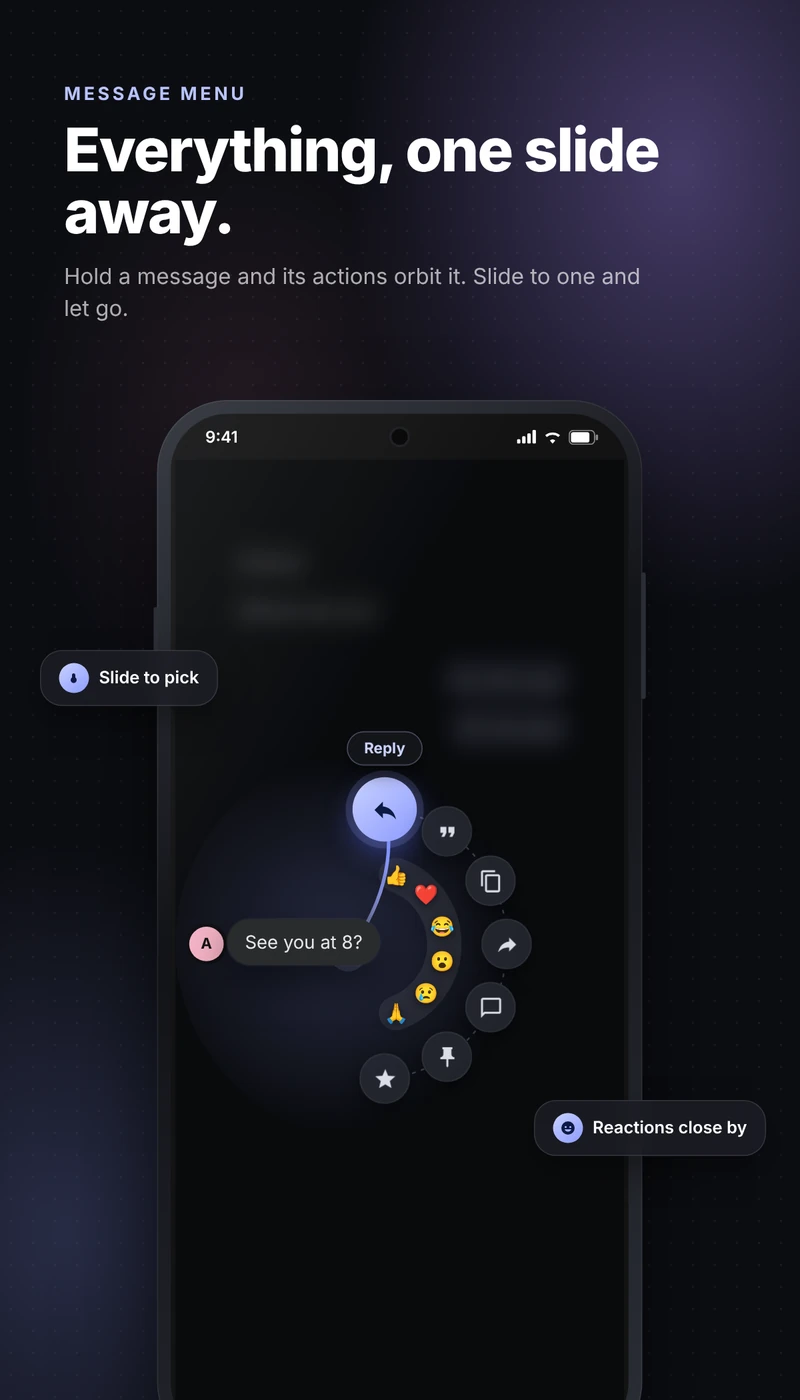 MESSAGE MENU
Everything, one slide
away.
Hold a message and its actions orbit it. Slide to one and
let go.
9:41
Slide to pick
Reply
A
See you at 8?
Reactions close by